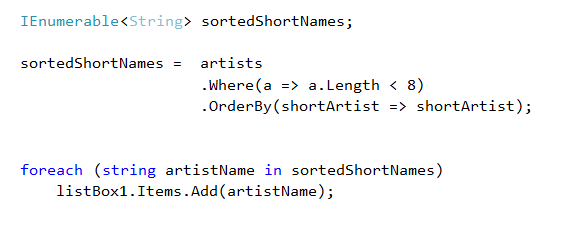 IEnumerable<String> sortedShortNames;
sortedShortNames =  artists
.Where(a => a.Length < 8)
.OrderBy(shortArtist => shortArtist);
foreach (string artistName in sortedShortNames)
listBox1.Items.Add(artistName);